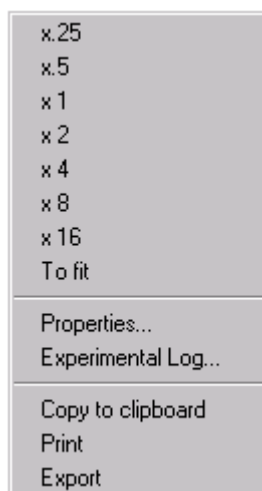 x.25
x.5
x 1
x 2
x 4
x 8
x 16
To fit
Properties...
Experimental Log...
Copy to clipboard
Print
Export